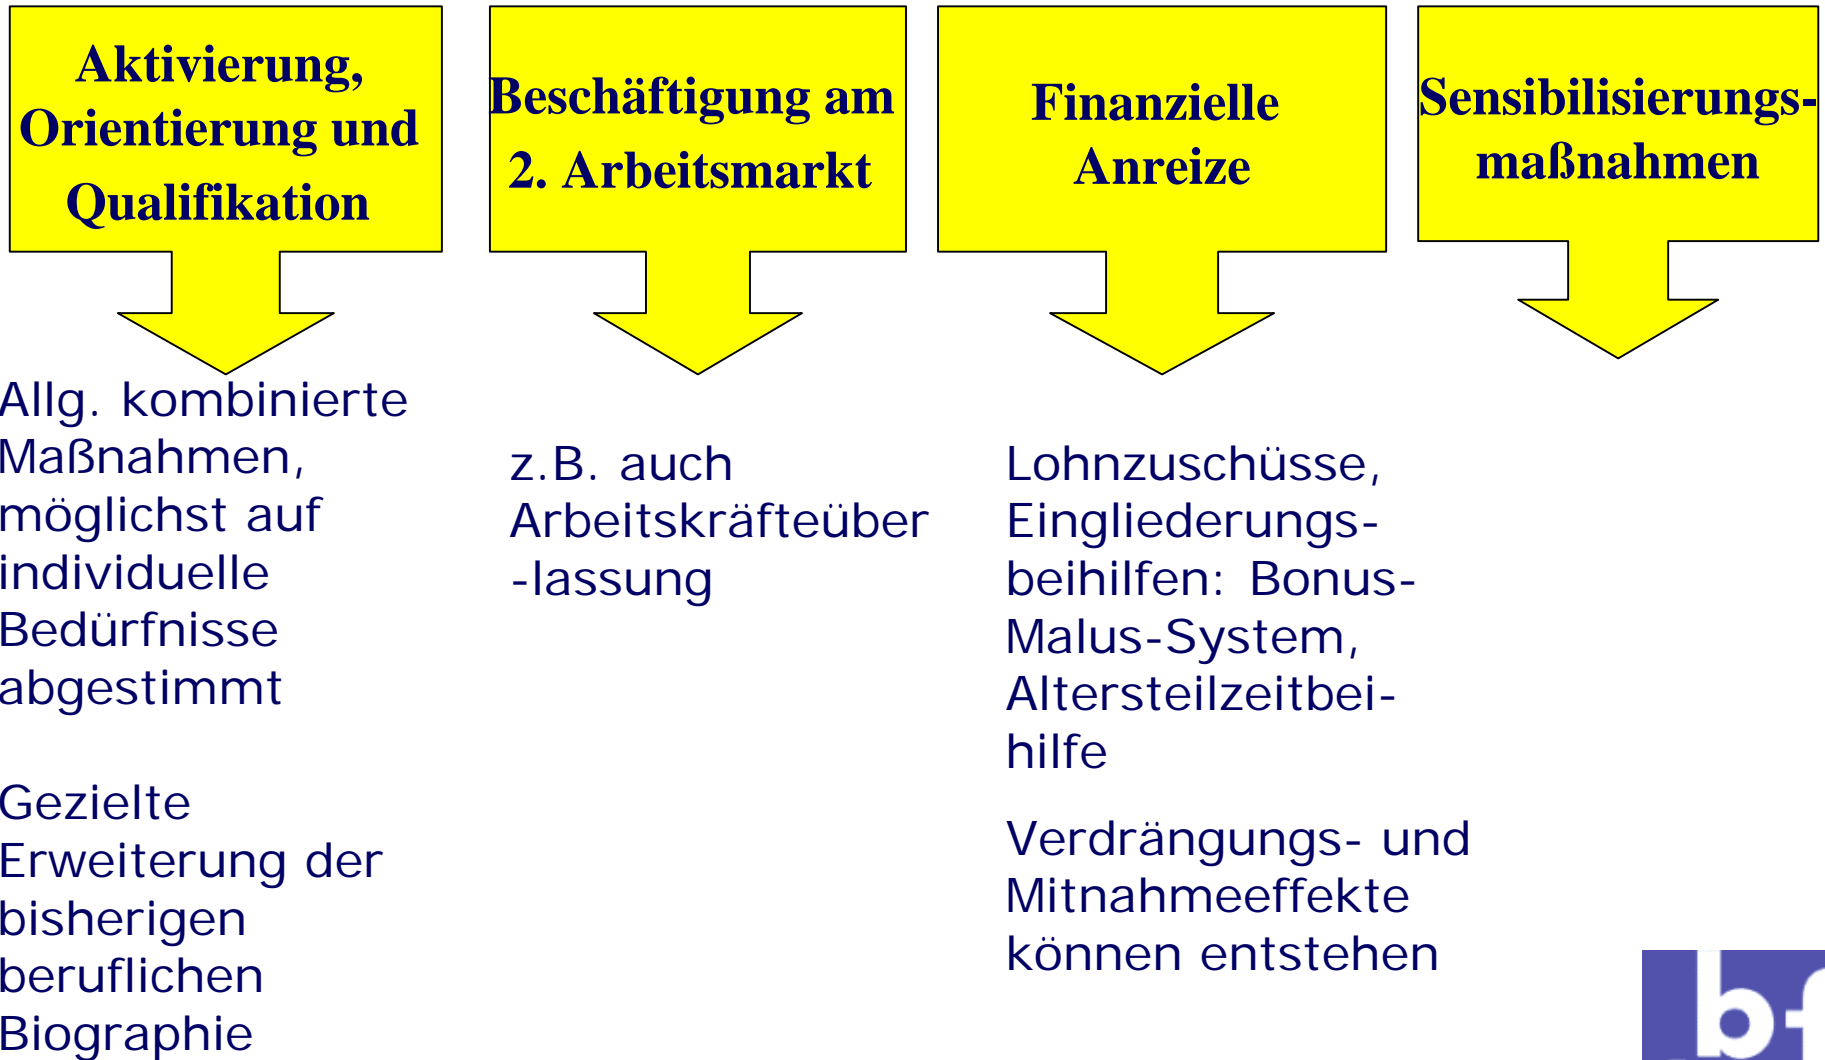 Aktivierung,
Orientierung und
Qualifikation
Beschäftigung am
2. Arbeitsmarkt
Finanzielle
Anreize
Sensibilisierungs-
maßnahmen
Allg. kombinierte
Maßnahmen,
möglichst auf
individuelle
Bedürfnisse
abgestimmt
Gezielte
Erweiterung der
bisherigen
beruflichen
Biographie
z.B. auch
Arbeitskräfteüber
-lassung
Lohnzuschüsse,
Eingliederungs-
beihilfen: Bonus-
Malus-System,
Altersteilzeitbei-
hilfe
Verdrängungs- und
Mitnahmeeffekte
können entstehen